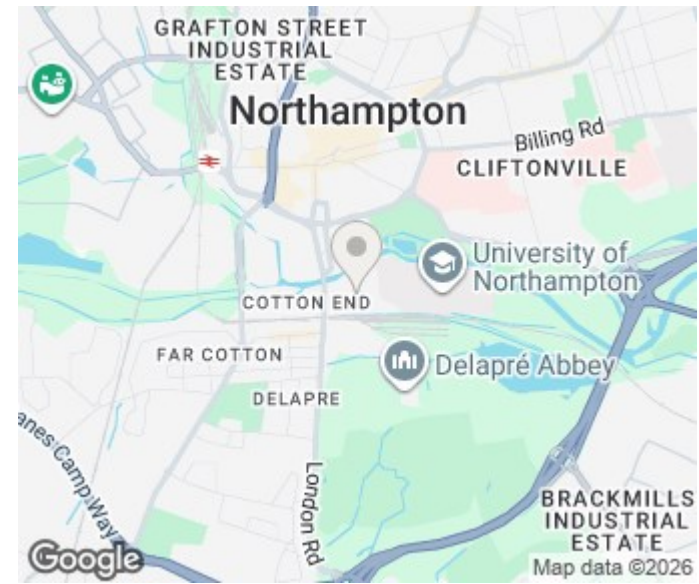 GRAFTON STREET
INDUSTRIAL
ESTATE
Northampton
Billing Rd
CLIFTONVILLE
University of
Northampton
COTTON END
FAR COTTON
Delapré Abbey
DELAPRE
anes Camp Way
London Rd
BRACKMILLS
INDUSTRIAL
ESTATE
Google
Map data ©2026